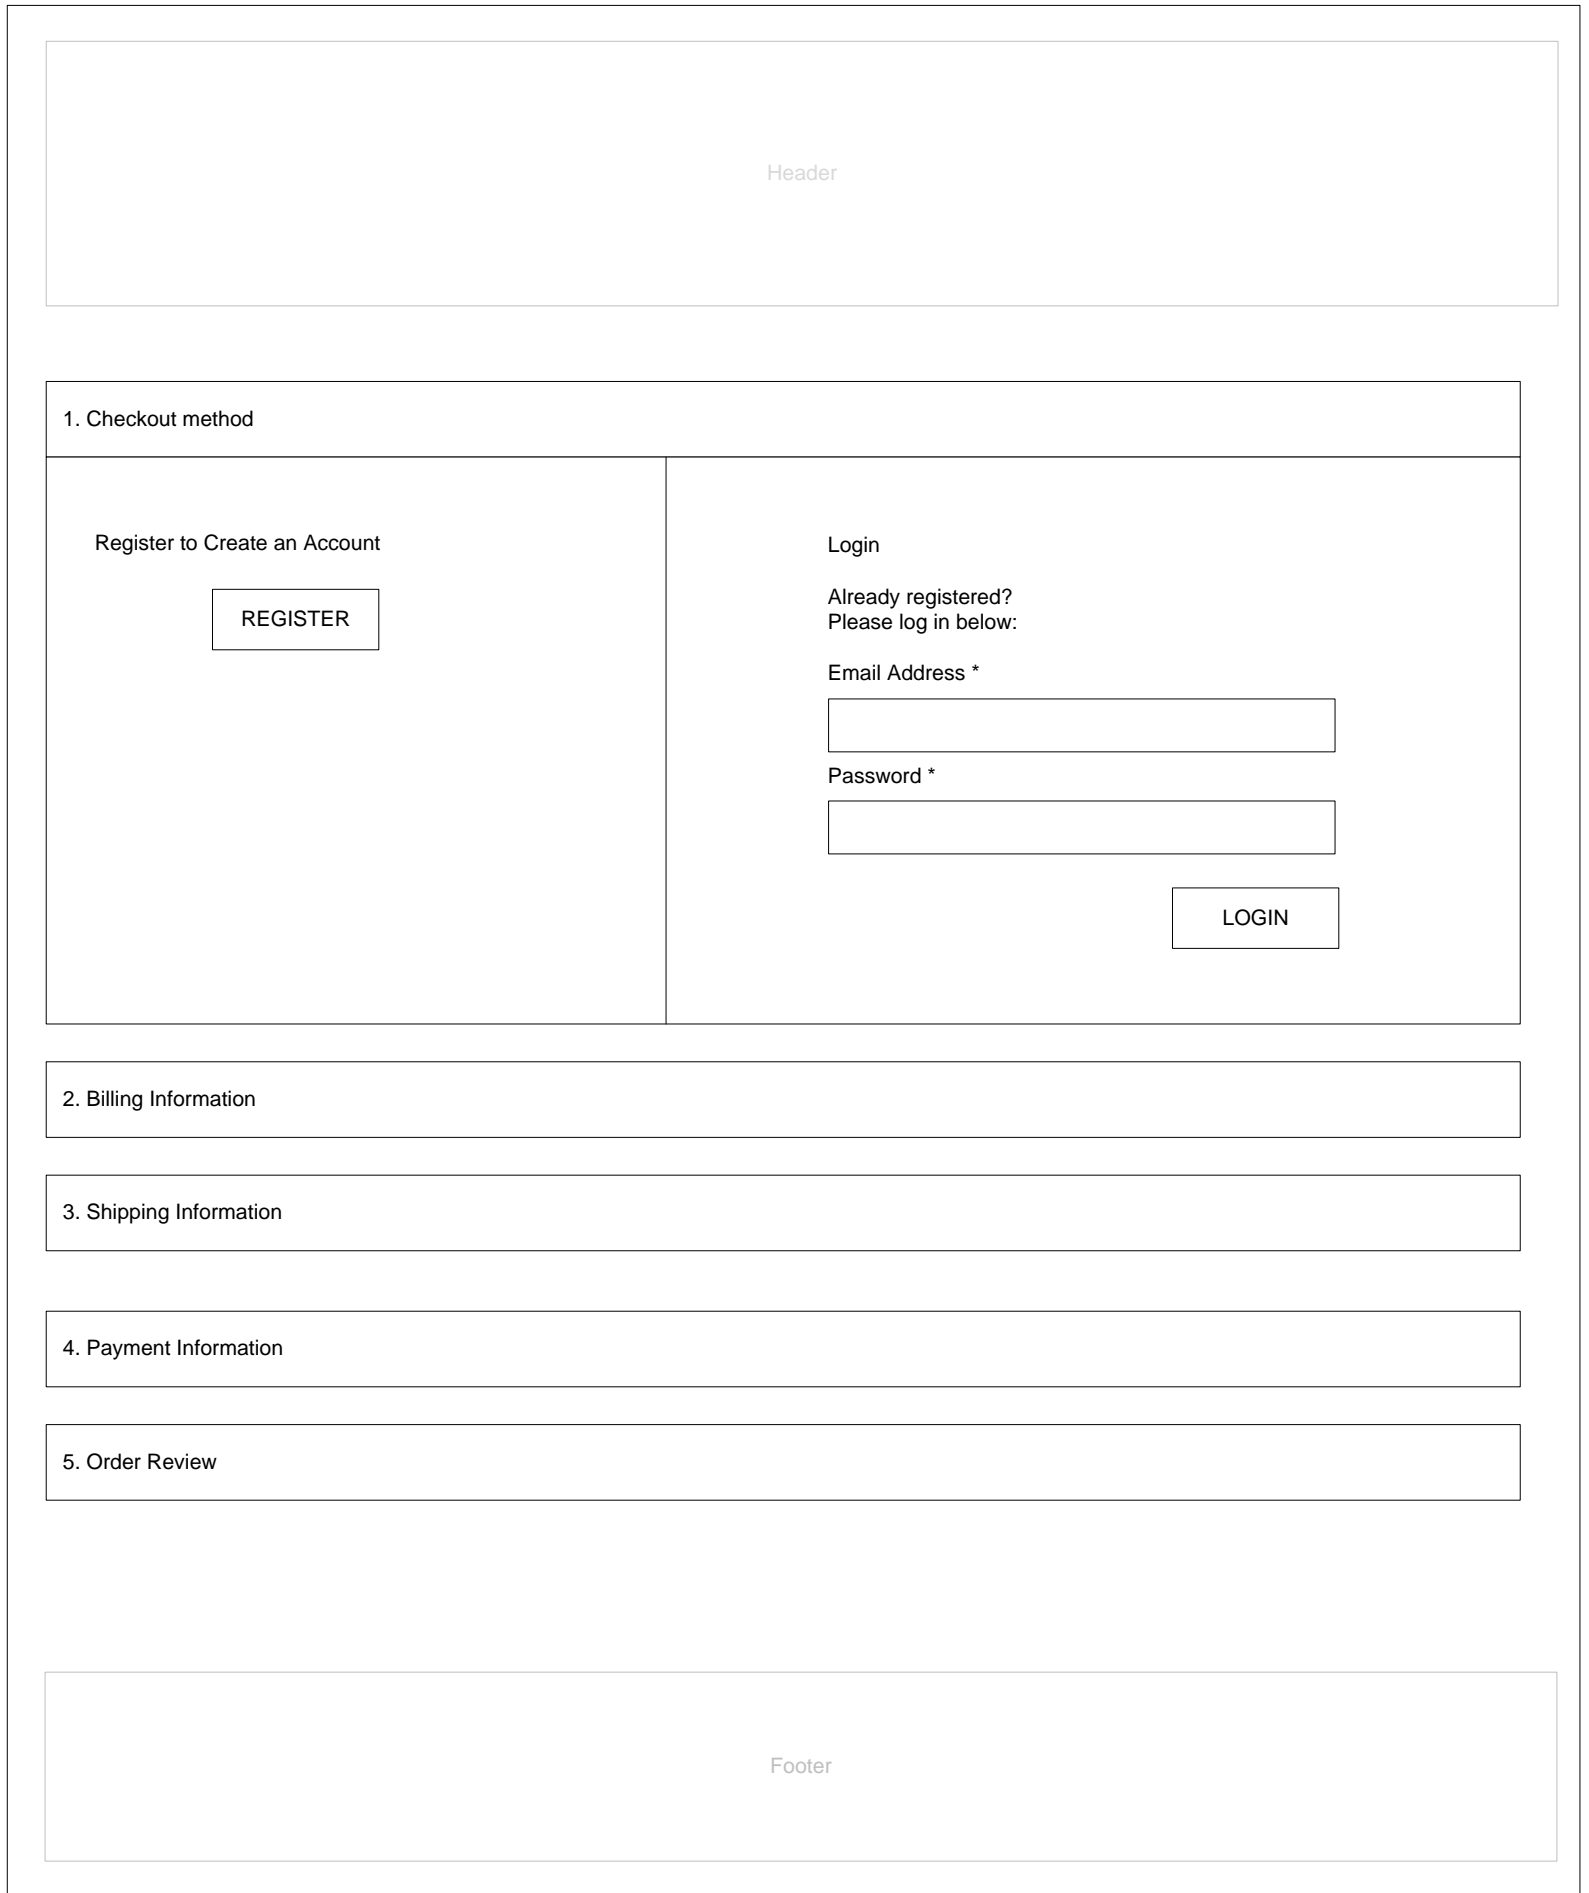 Header
1. Checkout method
Register to Create an Account
REGISTER
Login
Already registered?
Please log in below:
Email Address *
Password *
LOGIN
2. Billing Information
3. Shipping Information
4. Payment Information
5. Order Review
Footer